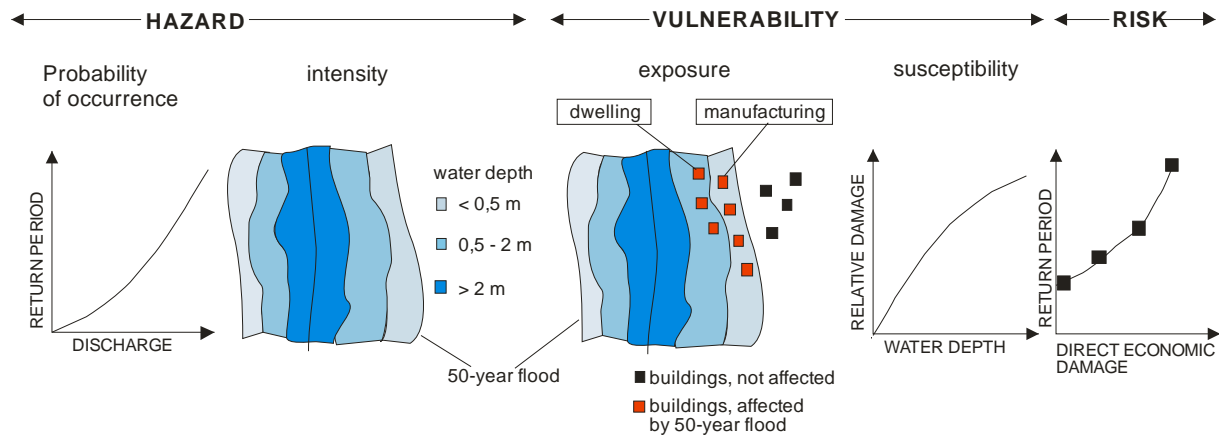 HAZARD
VULNERABILITY
RISK
Probability
of occurrence
intensity
exposure
susceptibility
dwelling
manufacturing
RETURN PERIOD
DISCHARGE
water depth
< 0,5 m
0,5 - 2 m
> 2 m
50-year flood
buildings, not affected
buildings, affected
by 50-year flood
RELATIVE DAMAGE
WATER DEPTH
RETURN PERIOD
DIRECT ECONOMIC
DAMAGE